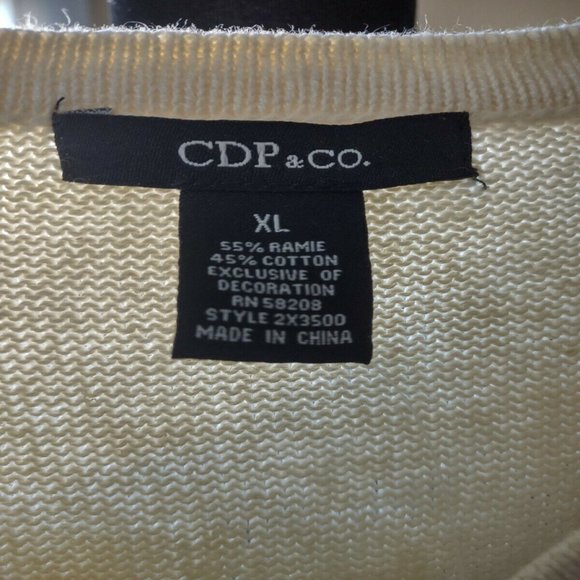 CDP & CO.
XL
55% RAMIE
45% COTTON
EXCLUSIVE OF
DECORATION
RN 58208
STYLE 2X3500
MADE IN CHINA